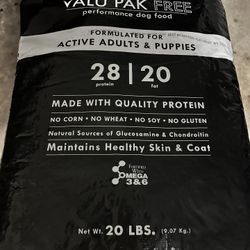 VALU PAK FREE
performance dog food
FORMULATED FOR
ACTIVE ADULTS & PUPPIES
28 | 20
protein fat
MADE WITH QUALITY PROTEIN
NO CORN • NO WHEAT • NO SOY • NO GLUTEN
Natural Sources of Glucosamine & Chondroitin
Maintains Healthy Skin & Coat
FORTIFIED
WITH
OMEGA
3&6
Net Wt. 20 LBS. (9.07 Kg.)